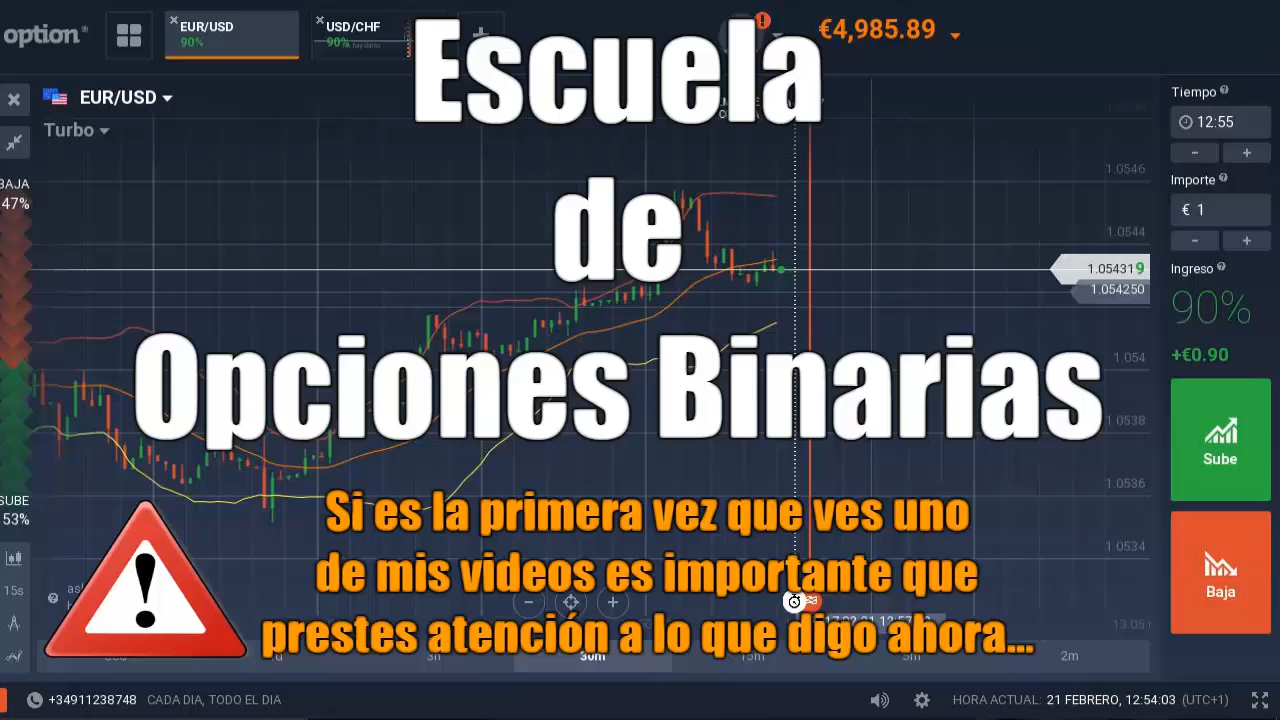 option
EUR/USD
90%
USD/CHF
90%
€4,985.89
Escuela
de
Opciones Binarias
EUR/USD
Turbo
BAJA
47%
SUBE
53%
Tiempo
12:55
-
+
Importe
€ 1
-
+
Ingreso
90%
+€0.90
Sube
Baja
1.0546
1.0544
1.054319
1.054250
1.054
1.0538
1.0536
1.0534
Si es la primera vez que ves uno
de mis videos es importante que
prestes atención a lo que digo ahora...
15s
3h
30m
15m
5m
2m
+34911238748 CADA DIA, TODO EL DIA
HORA ACTUAL: 21 FEBRERO, 12:54:03 (UTC+1)